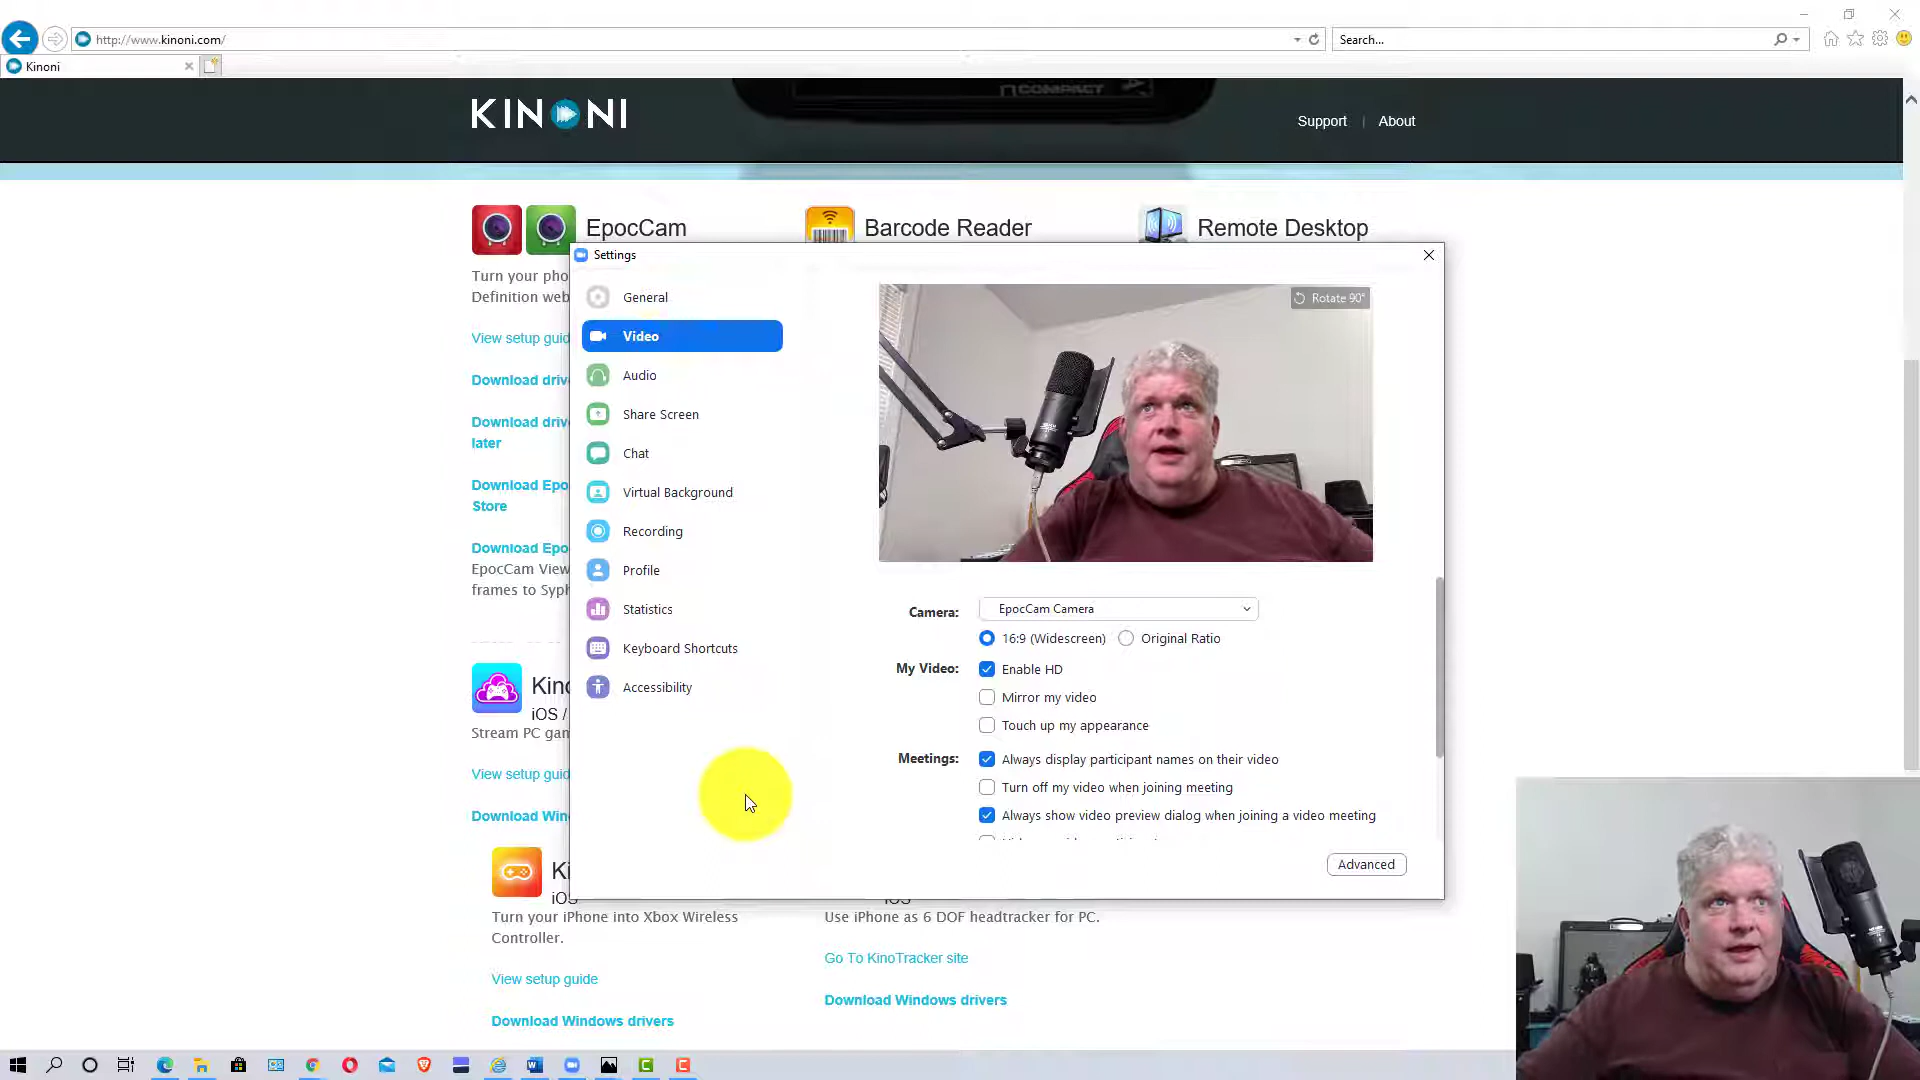 http://www.kinoni.com/
Search...
Kinoni
COMPACT
KINONI
Support | About
EpocCam
Barcode Reader
Remote Desktop
Turn your pho
Definition web
View setup guid
Download driv
Download driv
later
Download Epo
Store
Download Epo
EpocCam View
frames to Syph
Kino
iOS /
Stream PC gam
View setup guid
Download Win
Ki
iOS
Turn your iPhone into Xbox Wireless
Controller.
View setup guide
Download Windows drivers
iOS
Use iPhone as 6 DOF headtracker for PC.
Go To KinoTracker site
Download Windows drivers
Settings
General
Video
Audio
Share Screen
Chat
Virtual Background
Recording
Profile
Statistics
Keyboard Shortcuts
Accessibility
Rotate 90°
Camera: EpocCam Camera
16:9 (Widescreen) Original Ratio
My Video: Enable HD
Mirror my video
Touch up my appearance
Meetings: Always display participant names on their video
Turn off my video when joining meeting
Always show video preview dialog when joining a video meeting
Advanced